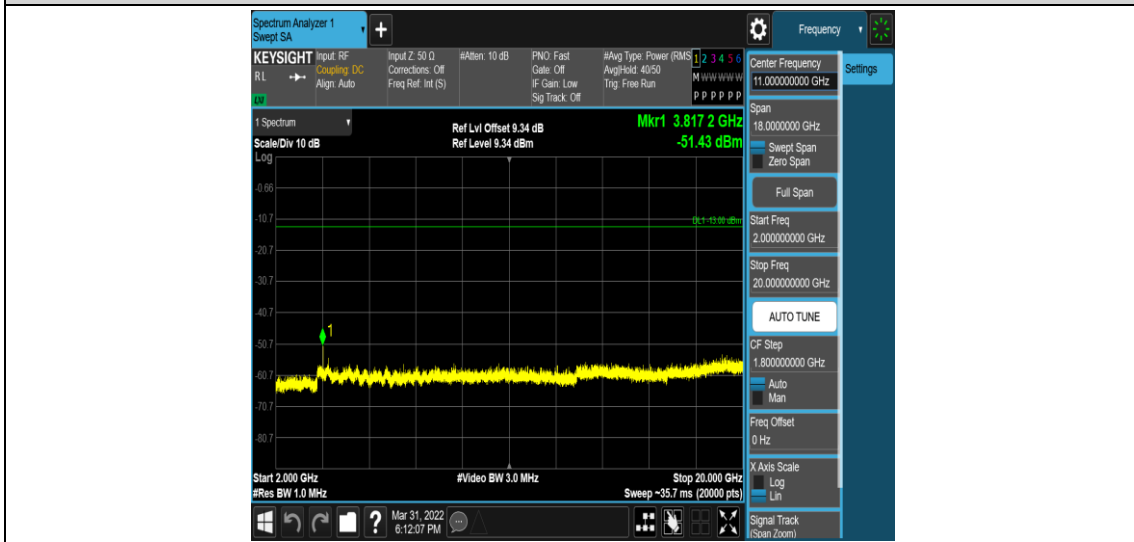 Spectrum Analyzer 1
Swept SA
+
Frequency
KEYSIGHT
RL
Input: RF
Coupling: DC
Align: Auto
Input Z: 50 Ω
Corrections: Off
Freq Ref: Int (S)
#Atten: 10 dB
PNO: Fast
Gate: Off
IF Gain: Low
Sig Track: Off
#Avg Type: Power (RMS
Avg|Hold: 40/50
Trig: Free Run
1 2 3 4 5 6
M W W W W W
P P P P P P
Center Frequency
11.000000000 GHz
Settings
Span
18.0000000 GHz
Swept Span
Zero Span
Full Span
Start Freq
2.000000000 GHz
Stop Freq
20.000000000 GHz
AUTO TUNE
CF Step
1.800000000 GHz
Auto
Man
Freq Offset
0 Hz
X Axis Scale
Log
Lin
Signal Track
(Span Zoom)
1 Spectrum
Scale/Div 10 dB
Log
Ref Lvl Offset 9.34 dB
Ref Level 9.34 dBm
Mkr1 3.817 2 GHz
-51.43 dBm
-0.66
-10.7
DL1 -13.00 dBm
-20.7
-30.7
-40.7
1
-50.7
-60.7
-70.7
-80.7
Start 2.000 GHz
#Video BW 3.0 MHz
Stop 20.000 GHz
#Res BW 1.0 MHz
Sweep ~35.7 ms (20000 pts)
?
Mar 31, 2022
6:12:07 PM